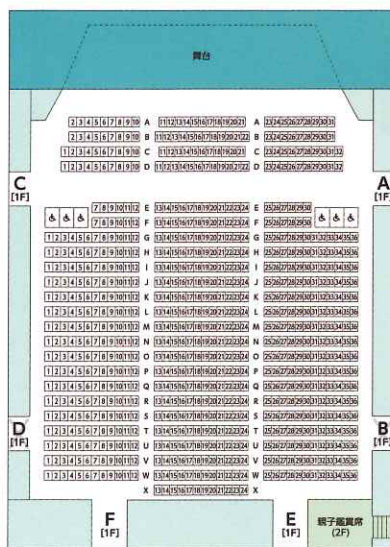 舞台
2 3 4 5 6 7 8 9 10 A 11 12 13 14 15 16 17 18 19 20 21 A 23 24 25 26 27 28 29 30 31
2 3 4 5 6 7 8 9 10 B 11 12 13 14 15 16 17 18 19 20 21 22 B 23 24 25 26 27 28 29 30 31
1 2 3 4 5 6 7 8 9 10 C 11 12 13 14 15 16 17 18 19 20 21 C 23 24 25 26 27 28 29 30 31 32
1 2 3 4 5 6 7 8 9 10 D 11 12 13 14 15 16 17 18 19 20 21 22 D 23 24 25 26 27 28 29 30 31 32
C
[1F]
A
[1F]
7 8 9 10 11 12 E 13 14 15 16 17 18 19 20 21 22 23 24 E 25 26 27 28 29 30
7 8 9 10 11 12 F 13 14 15 16 17 18 19 20 21 22 23 24 F 25 26 27 28 29 30
1 2 3 4 5 6 7 8 9 10 11 12 G 13 14 15 16 17 18 19 20 21 22 23 24 G 25 26 27 28 29 30 31 32 33 34 35 36
1 2 3 4 5 6 7 8 9 10 11 12 H 13 14 15 16 17 18 19 20 21 22 23 24 H 25 26 27 28 29 30 31 32 33 34 35 36
1 2 3 4 5 6 7 8 9 10 11 12 I 13 14 15 16 17 18 19 20 21 22 23 24 I 25 26 27 28 29 30 31 32 33 34 35 36
1 2 3 4 5 6 7 8 9 10 11 12 J 13 14 15 16 17 18 19 20 21 22 23 24 J 25 26 27 28 29 30 31 32 33 34 35 36
1 2 3 4 5 6 7 8 9 10 11 12 K 13 14 15 16 17 18 19 20 21 22 23 24 K 25 26 27 28 29 30 31 32 33 34 35 36
1 2 3 4 5 6 7 8 9 10 11 12 L 13 14 15 16 17 18 19 20 21 22 23 24 L 25 26 27 28 29 30 31 32 33 34 35 36
1 2 3 4 5 6 7 8 9 10 11 12 M 13 14 15 16 17 18 19 20 21 22 23 24 M 25 26 27 28 29 30 31 32 33 34 35 36
1 2 3 4 5 6 7 8 9 10 11 12 N 13 14 15 16 17 18 19 20 21 22 23 24 N 25 26 27 28 29 30 31 32 33 34 35 36
1 2 3 4 5 6 7 8 9 10 11 12 O 13 14 15 16 17 18 19 20 21 22 23 24 O 25 26 27 28 29 30 31 32 33 34 35 36
1 2 3 4 5 6 7 8 9 10 11 12 P 13 14 15 16 17 18 19 20 21 22 23 24 P 25 26 27 28 29 30 31 32 33 34 35 36
1 2 3 4 5 6 7 8 9 10 11 12 Q 13 14 15 16 17 18 19 20 21 22 23 24 Q 25 26 27 28 29 30 31 32 33 34 35 36
1 2 3 4 5 6 7 8 9 10 11 12 R 13 14 15 16 17 18 19 20 21 22 23 24 R 25 26 27 28 29 30 31 32 33 34 35 36
1 2 3 4 5 6 7 8 9 10 11 12 S 13 14 15 16 17 18 19 20 21 22 23 24 S 25 26 27 28 29 30 31 32 33 34 35 36
1 2 3 4 5 6 7 8 9 10 11 12 T 13 14 15 16 17 18 19 20 21 22 23 24 T 25 26 27 28 29 30 31 32 33 34 35 36
1 2 3 4 5 6 7 8 9 10 11 12 U 13 14 15 16 17 18 19 20 21 22 23 24 U 25 26 27 28 29 30 31 32 33 34 35 36
1 2 3 4 5 6 7 8 9 10 11 12 V 13 14 15 16 17 18 19 20 21 22 23 24 V 25 26 27 28 29 30 31 32 33 34 35 36
1 2 3 4 5 6 7 8 9 10 11 12 W 13 14 15 16 17 18 19 20 21 22 23 24 W 25 26 27 28 29 30 31 32 33 34 35 36
X 13 14 15 16 17 18 19 20 21 22 23 24 X
D
[1F]
B
[1F]
F
[1F]
E
[1F]
親子鑑賞席
(2F)